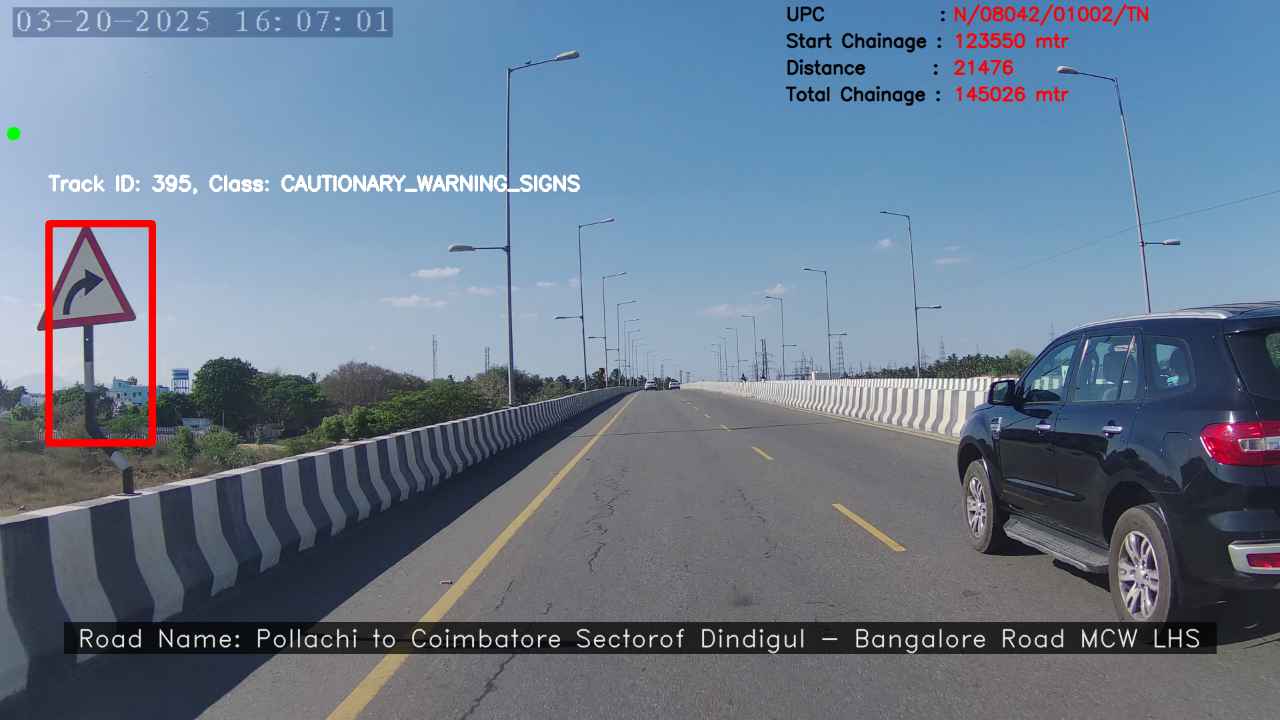 03-20-2025 16:07:01
UPC : N/08042/01002/TN
Start Chainage : 123550 mtr
Distance : 21476
Total Chainage : 145026 mtr
Track ID: 395, Class: CAUTIONARY_WARNING_SIGNS
Road Name: Pollachi to Coimbatore Sectorof Dindigul - Bangalore Road MCW LHS